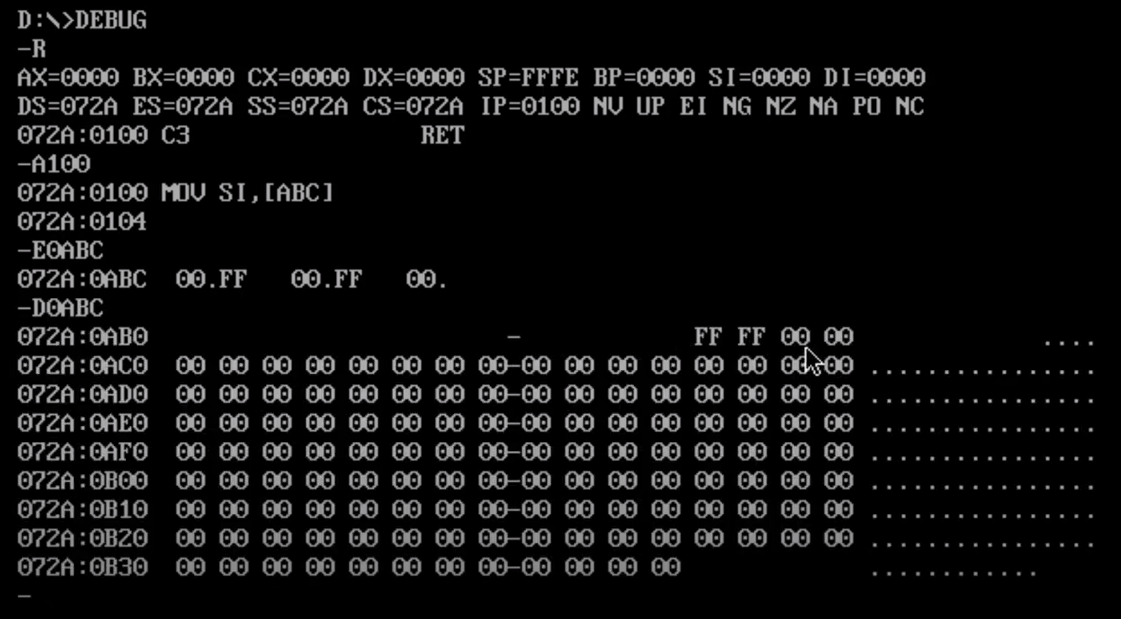 D:\>DEBUG
-R
AX=0000 BX=0000 CX=0000 DX=0000 SP=FFFE BP=0000 SI=0000 DI=0000
DS=072A ES=072A SS=072A CS=072A IP=0100 NV UP EI NG NZ NA PO NC
072A:0100 C3 RET
-A100
072A:0100 MOV SI,[ABC]
072A:0104
-E0ABC
072A:0ABC 00.FF 00.FF 00.
-D0ABC
072A:0AB0 - FF FF 00 00 ....
072A:0AC0 00 00 00 00 00 00 00 00-00 00 00 00 00 00 00 00 ................
072A:0AD0 00 00 00 00 00 00 00 00-00 00 00 00 00 00 00 00 ................
072A:0AE0 00 00 00 00 00 00 00 00-00 00 00 00 00 00 00 00 ................
072A:0AF0 00 00 00 00 00 00 00 00-00 00 00 00 00 00 00 00 ................
072A:0B00 00 00 00 00 00 00 00 00-00 00 00 00 00 00 00 00 ................
072A:0B10 00 00 00 00 00 00 00 00-00 00 00 00 00 00 00 00 ................
072A:0B20 00 00 00 00 00 00 00 00-00 00 00 00 00 00 00 00 ................
072A:0B30 00 00 00 00 00 00 00 00-00 00 00 00 ............
-